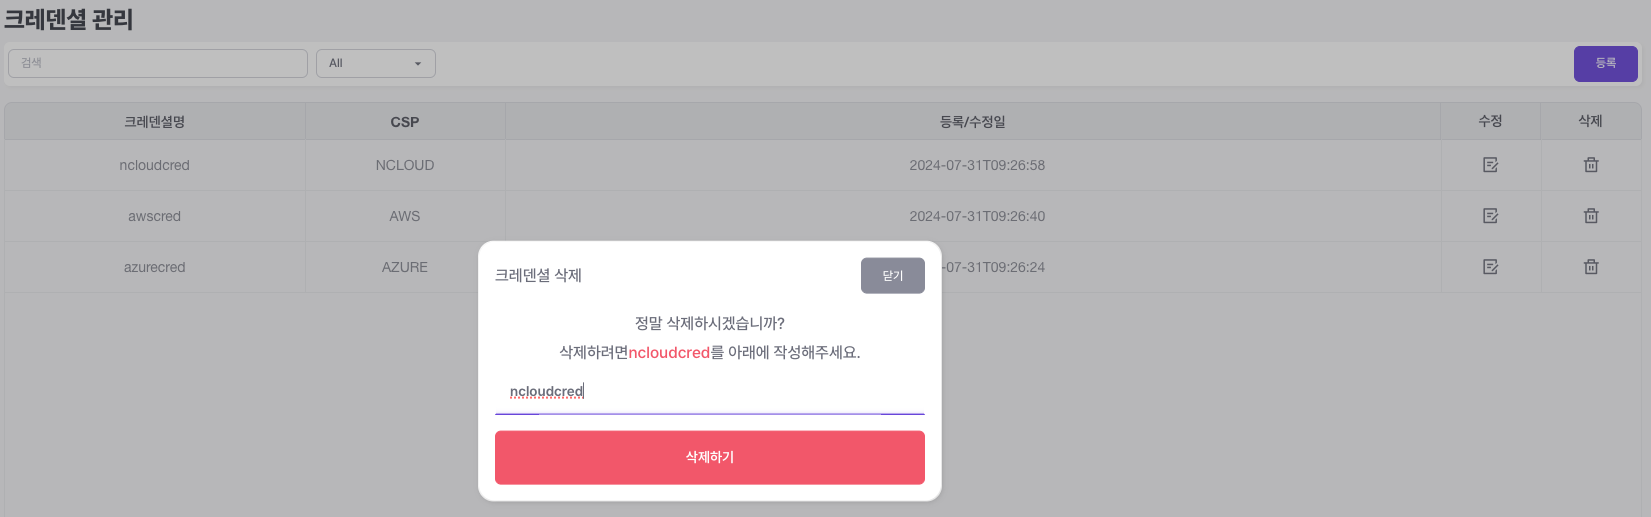 크레덴셜 관리
검색 All 등록
크레덴셜명 CSP 등록/수정일 수정 삭제
ncloudcred NCLOUD 2024-07-31T09:26:58
awscred AWS 2024-07-31T09:26:40
azurecred AZURE -07-31T09:26:24
크레덴셜 삭제 닫기
정말 삭제하시겠습니까?
삭제하려면ncloudcred를 아래에 작성해주세요.
ncloudcred
삭제하기